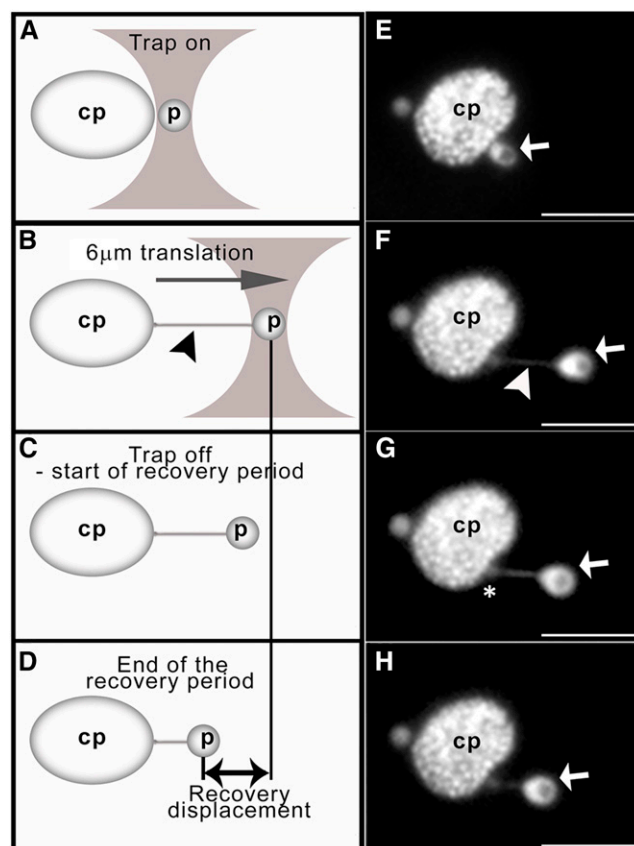 A
Trap on
cp
p
B
6µm translation
cp
p
C
Trap off
- start of recovery period
cp
p
D
End of the
recovery period
cp
p
Recovery
displacement
E
cp
F
cp
G
cp
*
H
cp